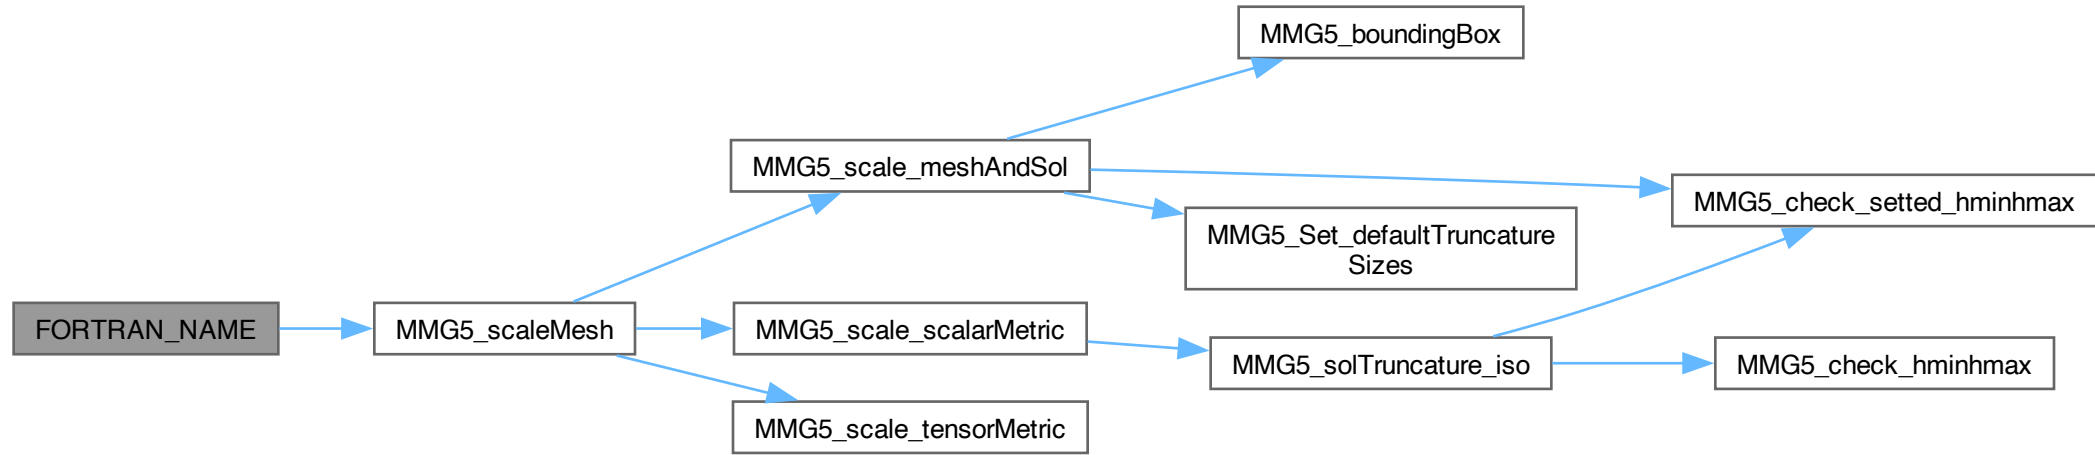 MMG5_boundingBox
MMG5_scale_meshAndSol
MMG5_check_setted_hminhmax
MMG5_Set_defaultTruncature
Sizes
FORTRAN_NAME
MMG5_scaleMesh
MMG5_scale_scalarMetric
MMG5_solTruncature_iso
MMG5_check_hminhmax
MMG5_scale_tensorMetric